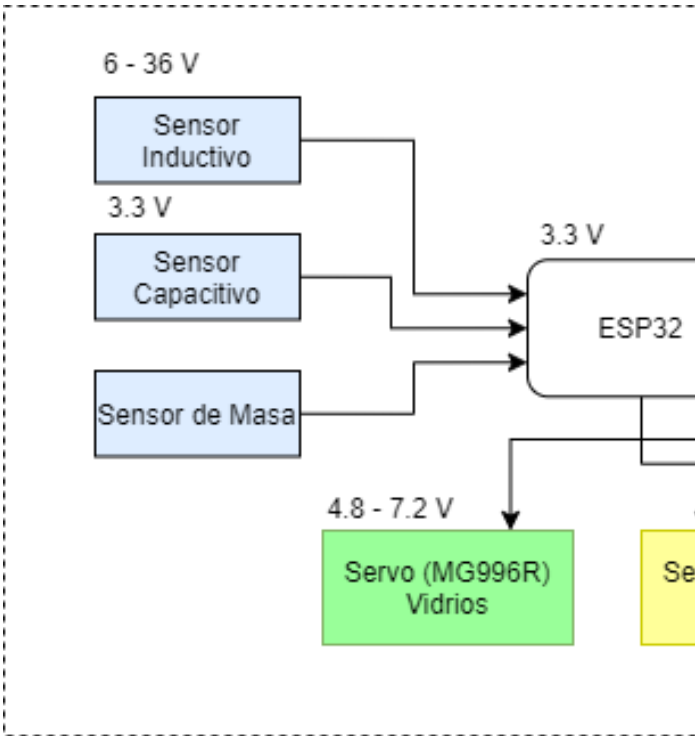 6 - 36 V
Sensor
Inductivo
3.3 V
Sensor
Capacitivo
3.3 V
ESP32
Sensor de Masa
4.8 - 7.2 V
Servo (MG996R)
Vidrios